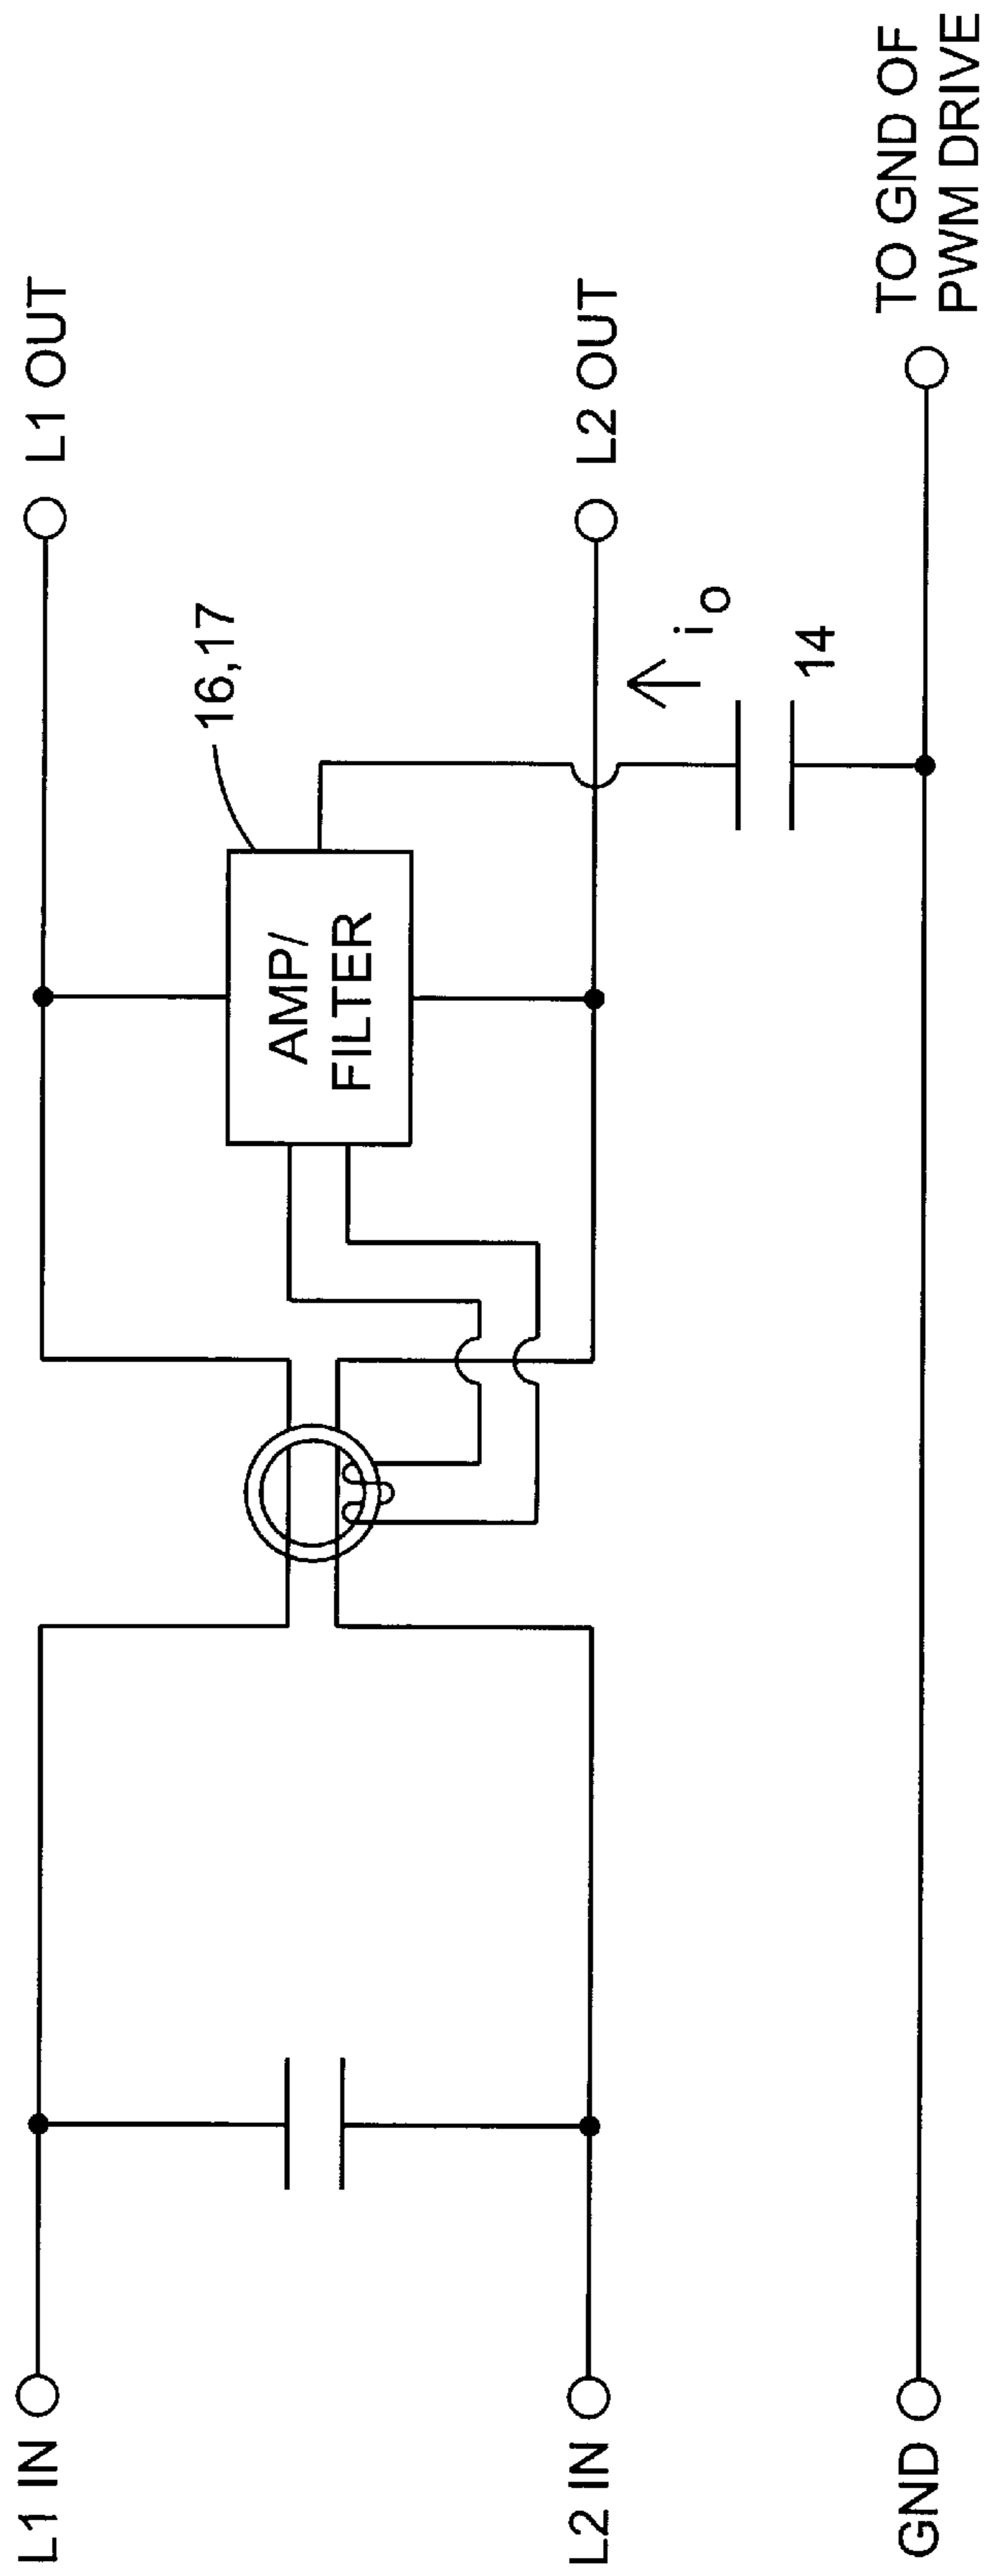 L1 IN
L1 OUT
16,17
AMP/
FILTER
L2 IN
L2 OUT
io
14
GND
TO GND OF
PWM DRIVE